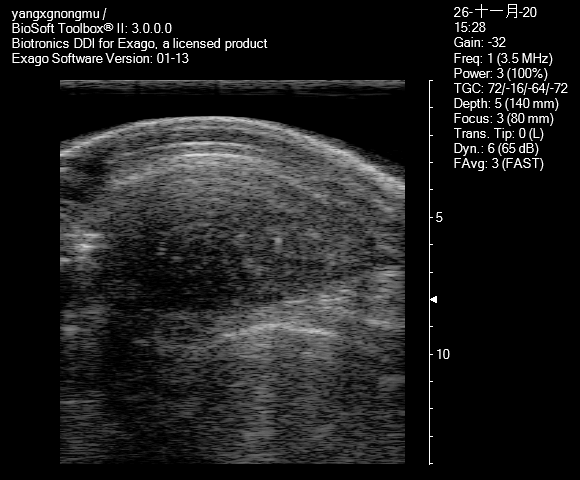 yangxgnongmu /
BioSoft Toolbox® II: 3.0.0.0
Biotronics DDI for Exago, a licensed product
Exago Software Version: 01-13
26-十一月-20
15:28
Gain: -32
Freq: 1 (3.5 MHz)
Power: 3 (100%)
TGC: 72/-16/-64/-72
Depth: 5 (140 mm)
Focus: 3 (80 mm)
Trans. Tip: 0 (L)
Dyn.: 6 (65 dB)
FAvg: 3 (FAST)
5
10